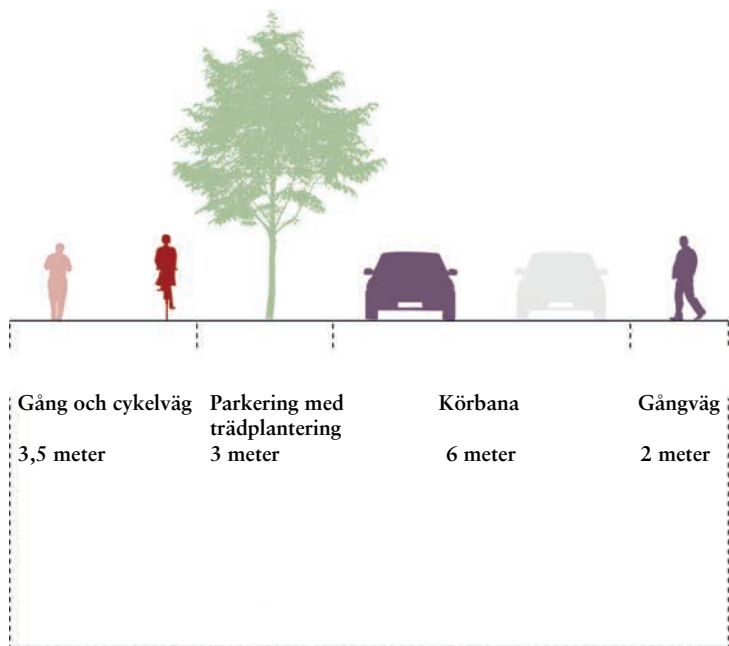 Gång och cykelväg
3,5 meter
Parkering med
trädplantering
3 meter
Körbana
6 meter
Gångväg
2 meter